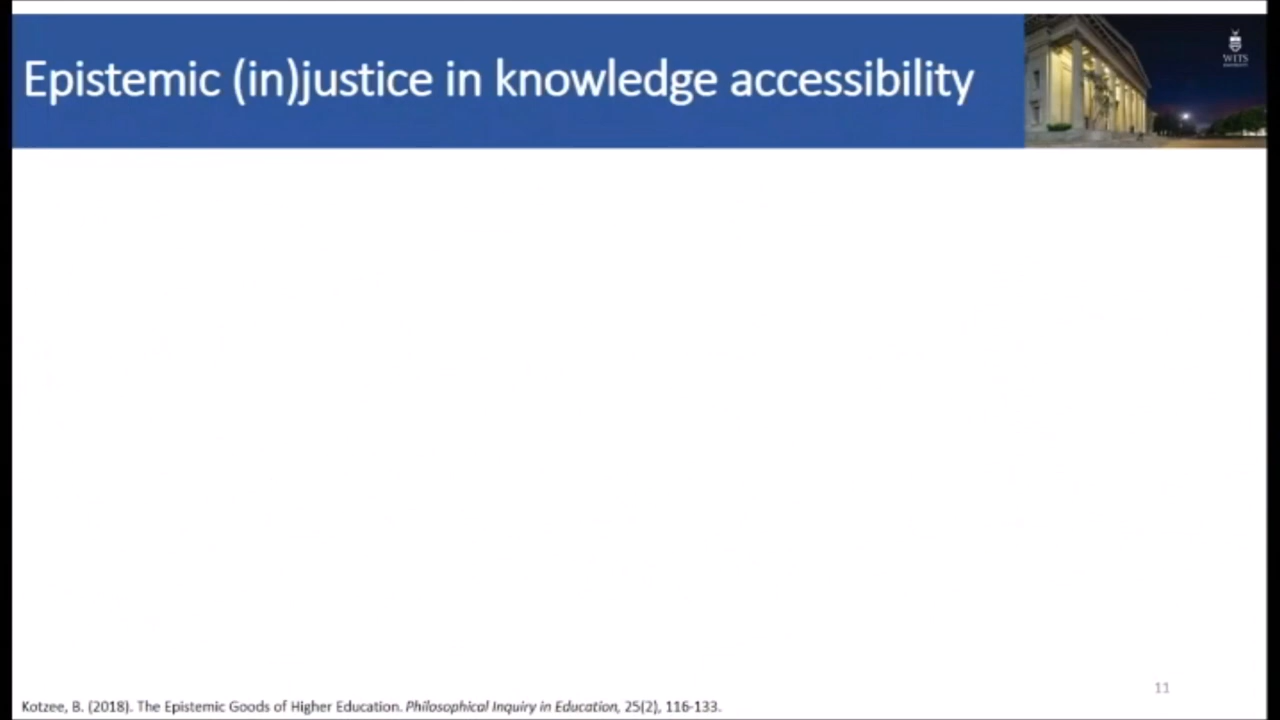 Epistemic (in)justice in knowledge accessibility
WITS
11
Kotzee, B. (2018). The Epistemic Goods of Higher Education. Philosophical Inquiry in Education, 25(2), 116-133.